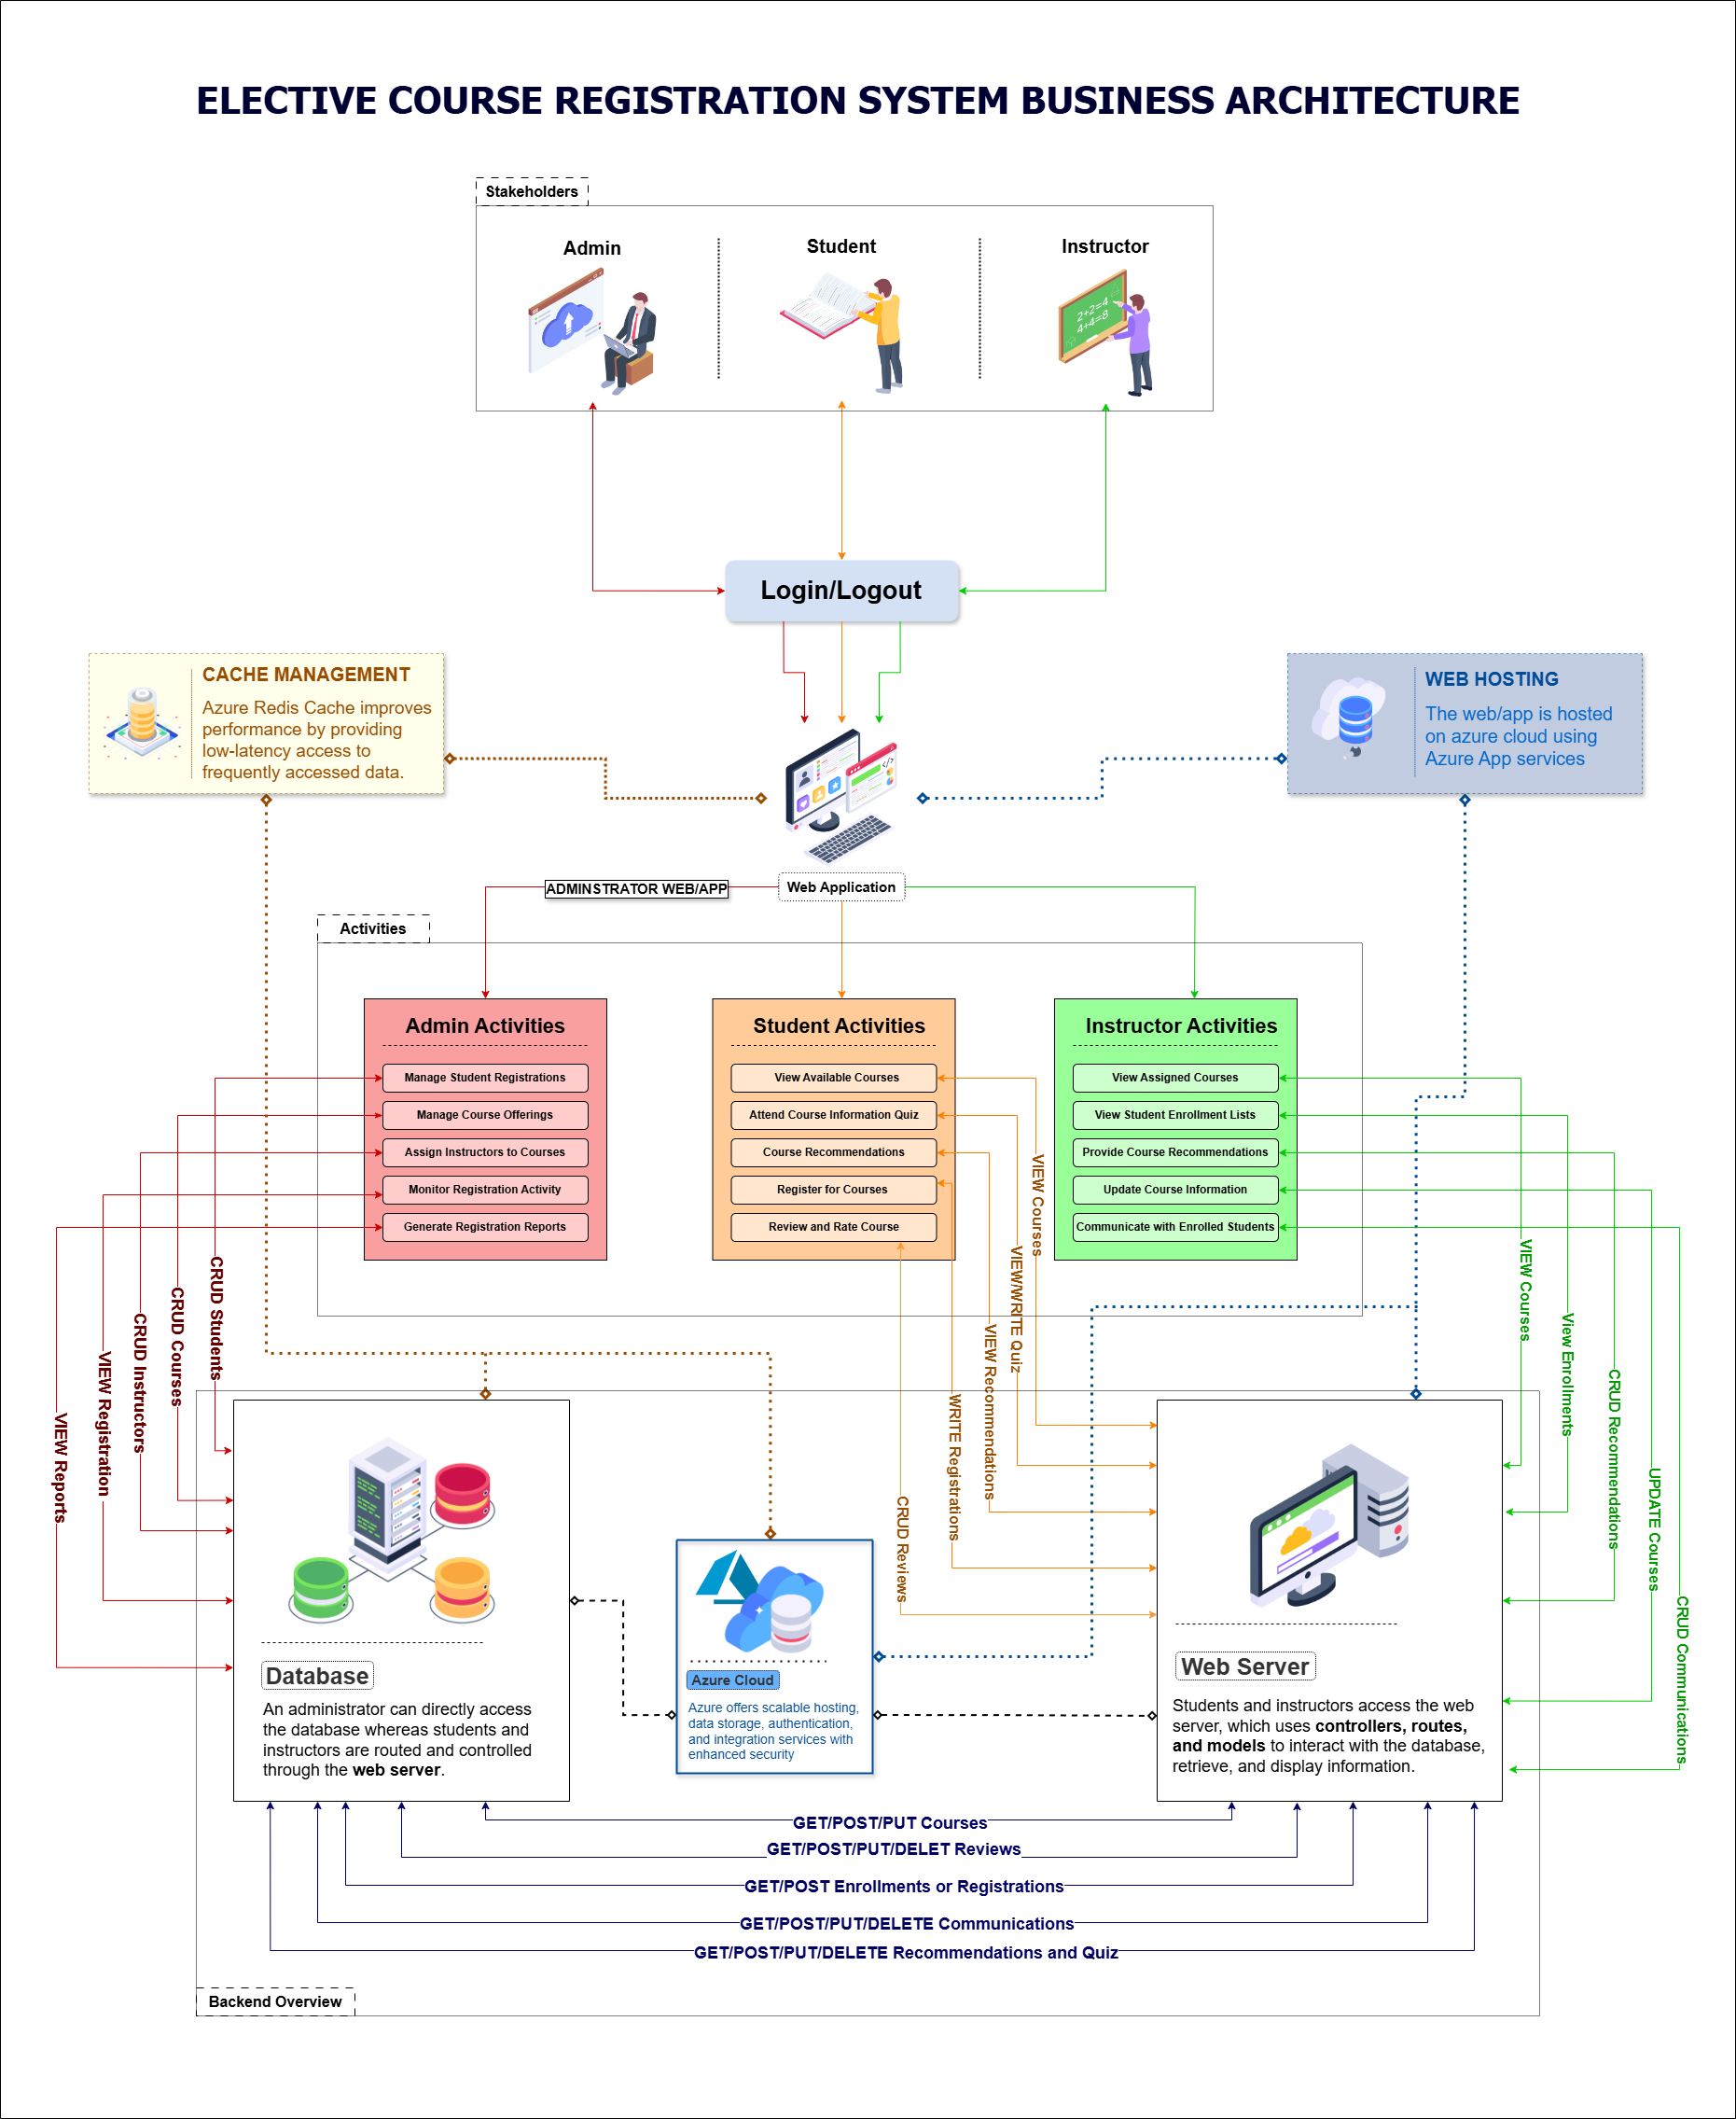 ELECTIVE COURSE REGISTRATION SYSTEM BUSINESS ARCHITECTURE
Stakeholders
Admin
Student
Instructor
2+2=4
4+4=8
Login/Logout
CACHE MANAGEMENT
Azure Redis Cache improves
performance by providing
low-latency access to
frequently accessed data.
WEB HOSTING
The web/app is hosted
on azure cloud using
Azure App services
</>
ADMINSTRATOR WEB/APP
Web Application
Activities
Admin Activities
Manage Student Registrations
Manage Course Offerings
Assign Instructors to Courses
Monitor Registration Activity
Generate Registration Reports
Student Activities
View Available Courses
Attend Course Information Quiz
Course Recommendations
Register for Courses
Review and Rate Course
Instructor Activities
View Assigned Courses
View Student Enrollment Lists
Provide Course Recommendations
Update Course Information
Communicate with Enrolled Students
VIEW Reports
VIEW Registration
CRUD Instructors
CRUD Courses
CRUD Students
CRUD Reviews
WRITE Registrations
VIEW Recommendations
VIEW/WRITE Quiz
VIEW Courses
VIEW Courses
View Enrollments
CRUD Recommendations
UPDATE Courses
CRUD Communications
Database
An administrator can directly access
the database whereas students and
instructors are routed and controlled
through the web server.
Azure Cloud
Azure offers scalable hosting,
data storage, authentication,
and integration services with
enhanced security
Web Server
Students and instructors access the web
server, which uses controllers, routes,
and models to interact with the database,
retrieve, and display information.
GET/POST/PUT Courses
GET/POST/PUT/DELET Reviews
GET/POST Enrollments or Registrations
GET/POST/PUT/DELETE Communications
GET/POST/PUT/DELETE Recommendations and Quiz
Backend Overview